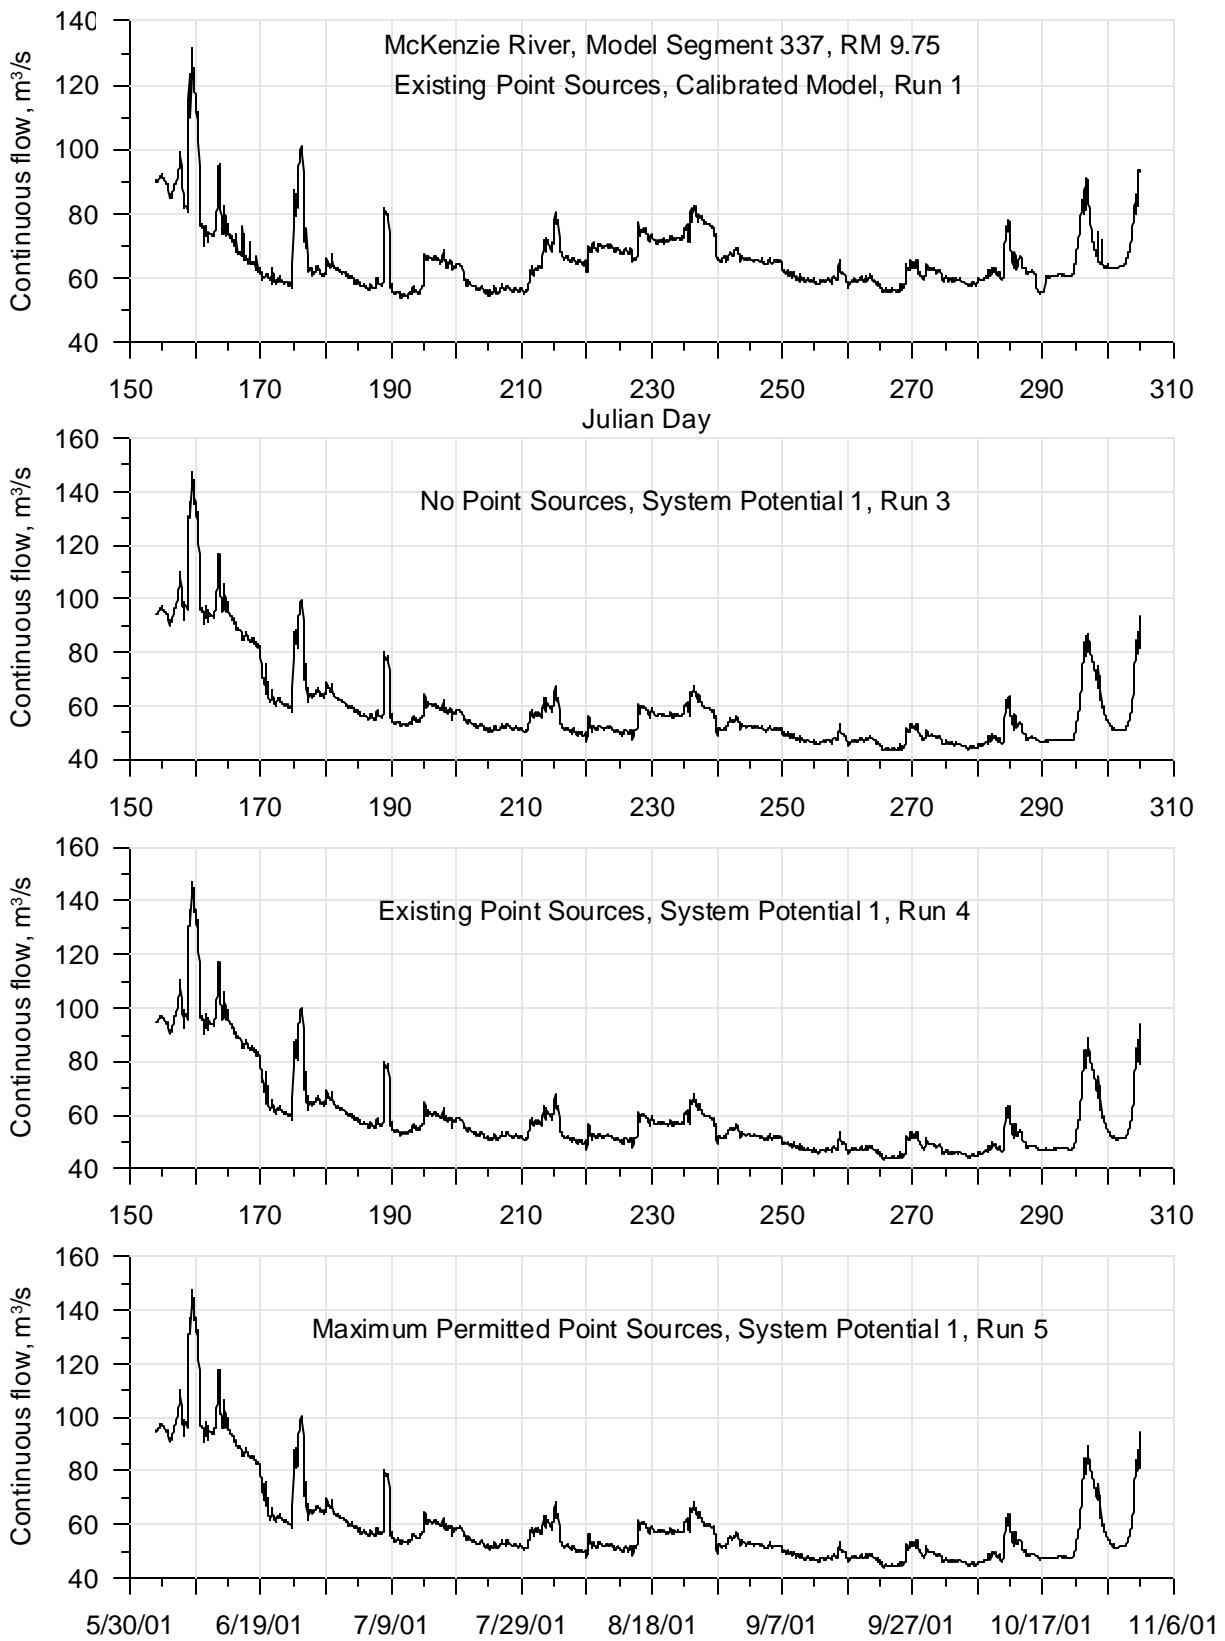 McKenzie River, Model Segment 337, RM 9.75
Existing Point Sources, Calibrated Model, Run 1
Continuous flow, m³/s
140
120
100
80
60
40
150 170 190 210 230 250 270 290 310
Julian Day
No Point Sources, System Potential 1, Run 3
Continuous flow, m³/s
160
140
120
100
80
60
40
150 170 190 210 230 250 270 290 310
Existing Point Sources, System Potential 1, Run 4
Continuous flow, m³/s
160
140
120
100
80
60
40
150 170 190 210 230 250 270 290 310
Maximum Permitted Point Sources, System Potential 1, Run 5
Continuous flow, m³/s
160
140
120
100
80
60
40
5/30/01 6/19/01 7/9/01 7/29/01 8/18/01 9/7/01 9/27/01 10/17/01 11/6/01